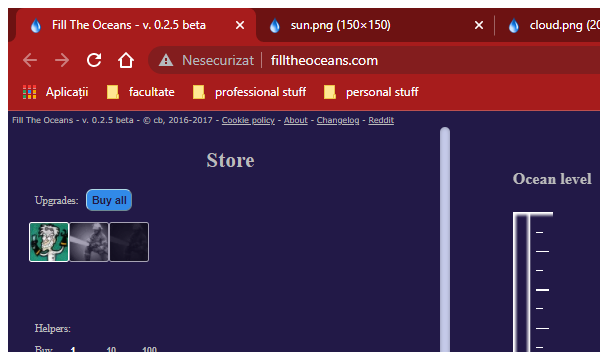 Fill The Oceans - v. 0.2.5 beta
sun.png (150×150)
cloud.png (20
Nesecurizat
filltheoceans.com
Aplicații
facultate
professional stuff
personal stuff
Fill The Oceans - v. 0.2.5 beta - © cb, 2016-2017 - Cookie policy - About - Changelog - Reddit
Store
Ocean level
Upgrades: Buy all
Helpers:
Buy 1 10 100